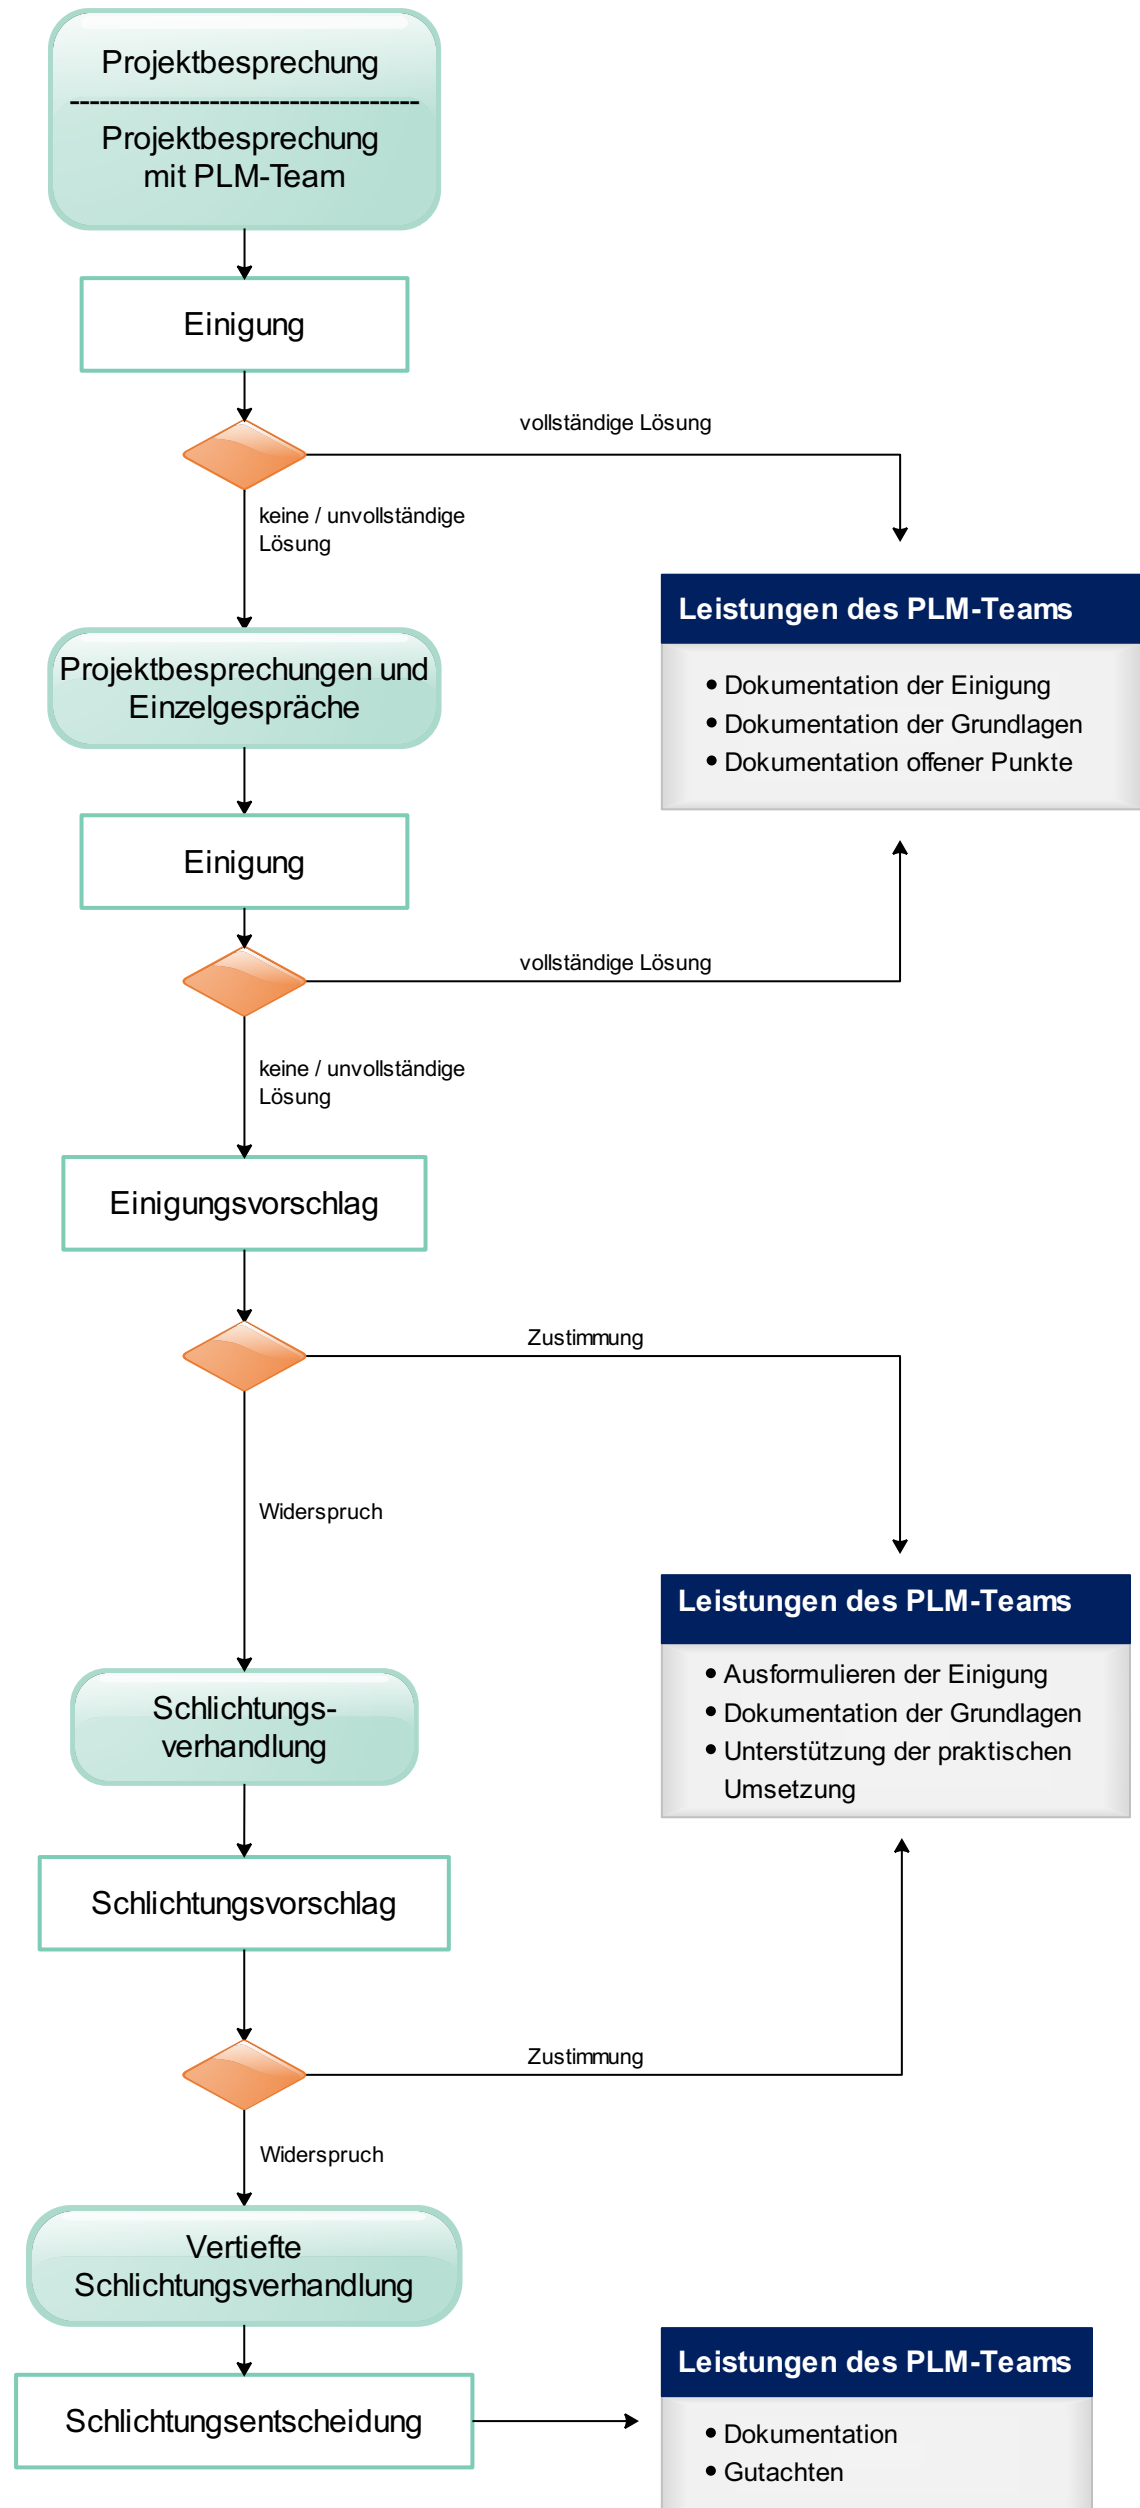 Projektbesprechung
-----------------------------------
Projektbesprechung
mit PLM-Team
Einigung
vollständige Lösung
keine / unvollständige
Lösung
Leistungen des PLM-Teams
• Dokumentation der Einigung
• Dokumentation der Grundlagen
• Dokumentation offener Punkte
Projektbesprechungen und
Einzelgespräche
Einigung
vollständige Lösung
keine / unvollständige
Lösung
Einigungsvorschlag
Zustimmung
Widerspruch
Leistungen des PLM-Teams
• Ausformulieren der Einigung
• Dokumentation der Grundlagen
• Unterstützung der praktischen
Umsetzung
Schlichtungs-
verhandlung
Schlichtungsvorschlag
Zustimmung
Widerspruch
Vertiefte
Schlichtungsverhandlung
Schlichtungsentscheidung
Leistungen des PLM-Teams
• Dokumentation
• Gutachten